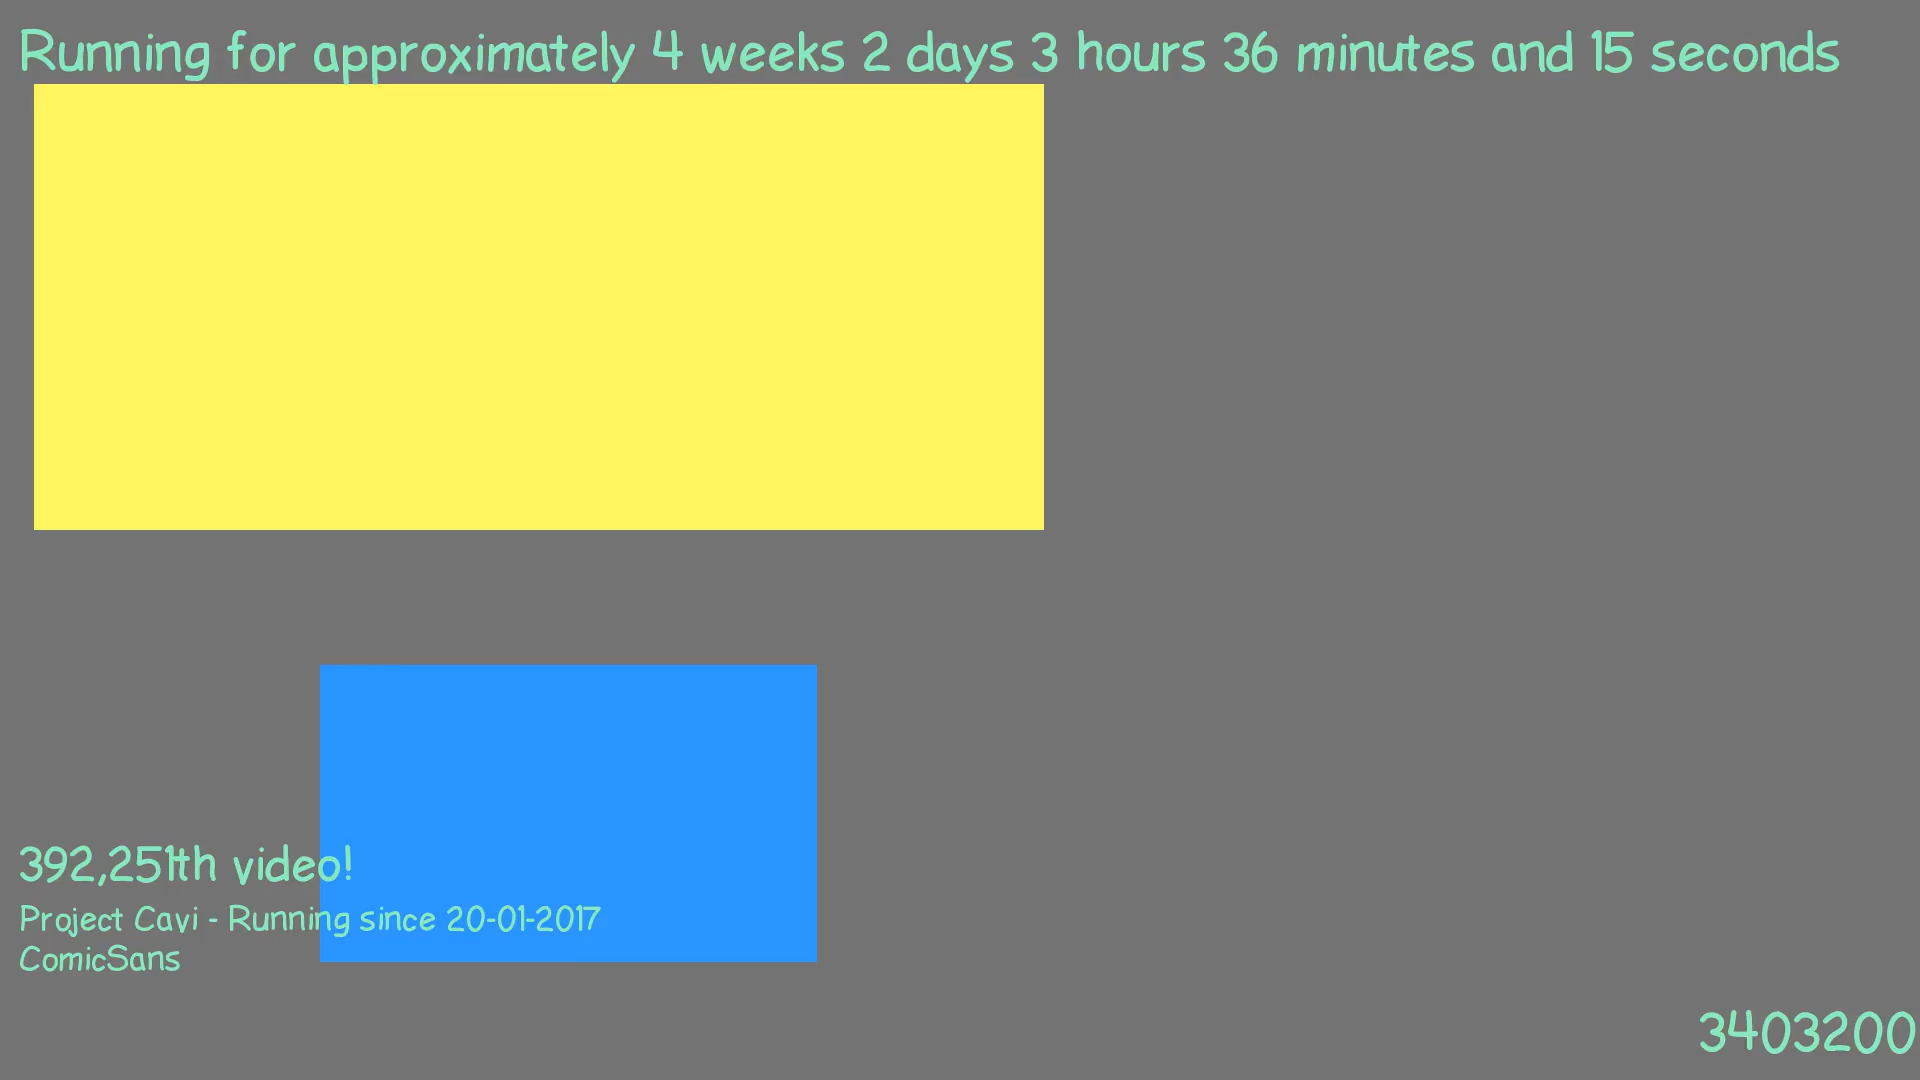 Running for approximately 4 weeks 2 days 3 hours 36 minutes and 15 seconds
392,251th video!
Project Cavi - Running since 20-01-2017
ComicSans
3403200